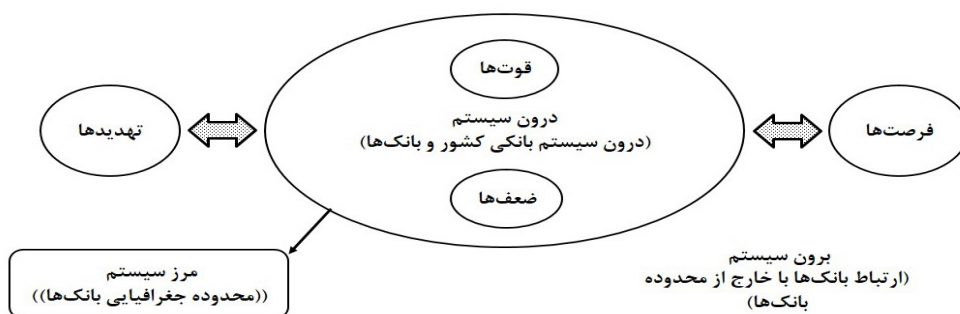 قوت‌ها
تهدیدها
درون سیستم
(درون سیستم بانکی کشور و بانک‌ها)
فرصت‌ها
ضعف‌ها
مرز سیستم
((محدوده جغرافیایی بانک‌ها))
برون سیستم
(ارتباط بانک‌ها با خارج از محدوده
بانک‌ها)